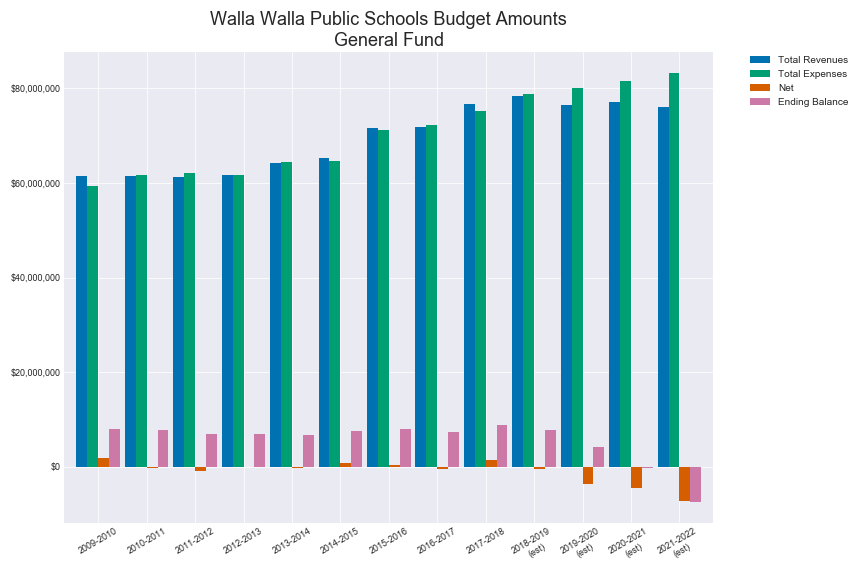 Walla Walla Public Schools Budget Amounts
General Fund
Total Revenues
Total Expenses
Net
Ending Balance
$80,000,000
$60,000,000
$40,000,000
$20,000,000
$0
2009-2010
2010-2011
2011-2012
2012-2013
2013-2014
2014-2015
2015-2016
2016-2017
2017-2018
2018-2019
(est)
2019-2020
(est)
2020-2021
(est)
2021-2022
(est)